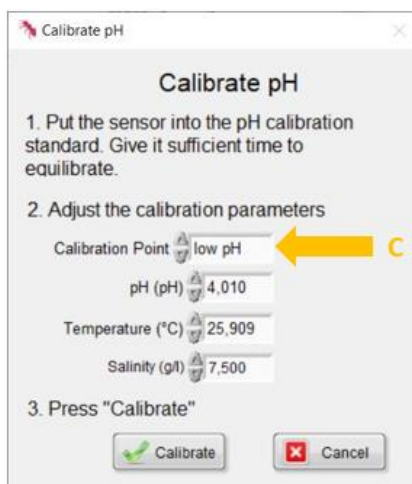 Calibrate pH
Calibrate pH
1. Put the sensor into the pH calibration
standard. Give it sufficient time to
equilibrate.
2. Adjust the calibration parameters
Calibration Point low pH C
pH (pH) 4,010
Temperature (°C) 25,909
Salinity (g/l) 7,500
3. Press "Calibrate"
Calibrate Cancel